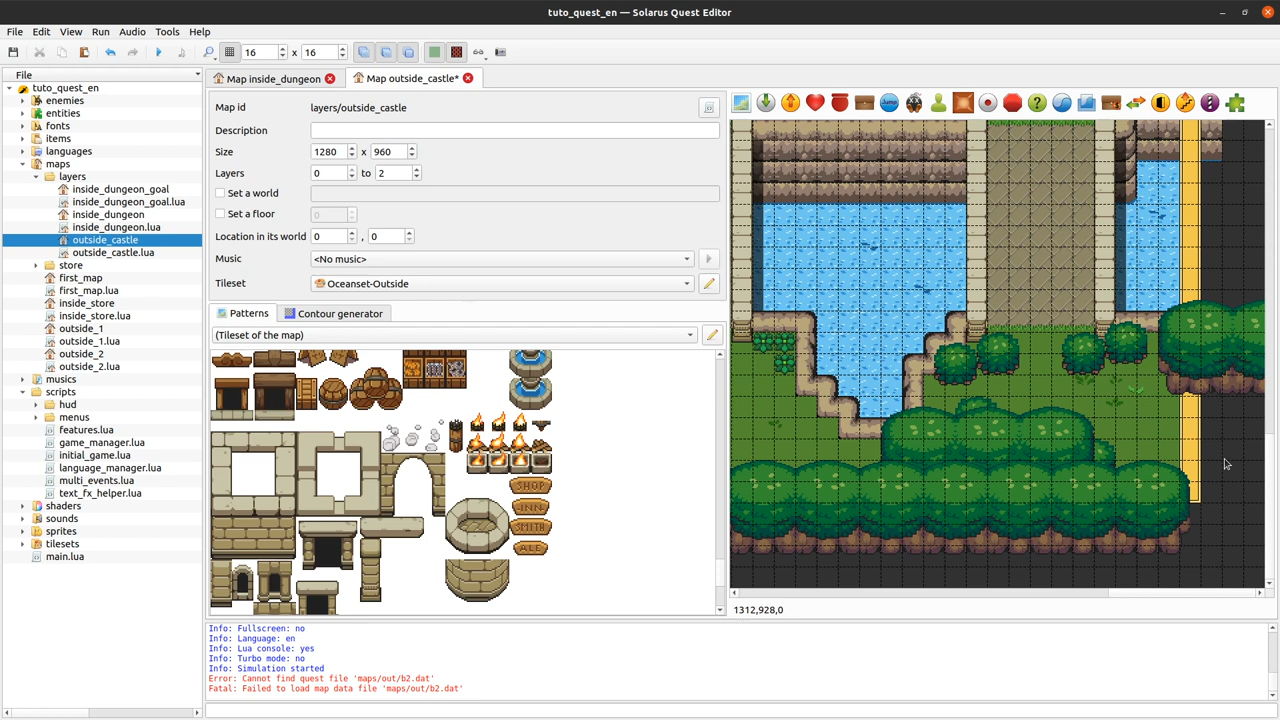 tuto_quest_en — Solarus Quest Editor
File Edit View Run Audio Tools Help
16 x 16
File
tuto_quest_en
enemies
entities
fonts
items
languages
maps
layers
inside_dungeon_goal
inside_dungeon_goal.lua
inside_dungeon
inside_dungeon.lua
outside_castle
outside_castle.lua
store
first_map
first_map.lua
inside_store
inside_store.lua
outside_1
outside_1.lua
outside_2
outside_2.lua
musics
scripts
hud
menus
features.lua
game_manager.lua
initial_game.lua
language_manager.lua
multi_events.lua
text_fx_helper.lua
shaders
sounds
sprites
tilesets
main.lua
Map inside_dungeon
Map outside_castle*
Map id layers/outside_castle
Description
Size 1280 x 960
Layers 0 to 2
Set a world
Set a floor 0
Location in its world 0 , 0
Music <No music>
Tileset Oceanset-Outside
Patterns Contour generator
(Tileset of the map)
SHOP
INN
SMITH
ALE
Jump
1312,928,0
Info: Fullscreen: no
Info: Language: en
Info: Lua console: yes
Info: Turbo mode: no
Info: Simulation started
Error: Cannot find quest file 'maps/out/b2.dat'
Fatal: Failed to load map data file 'maps/out/b2.dat'